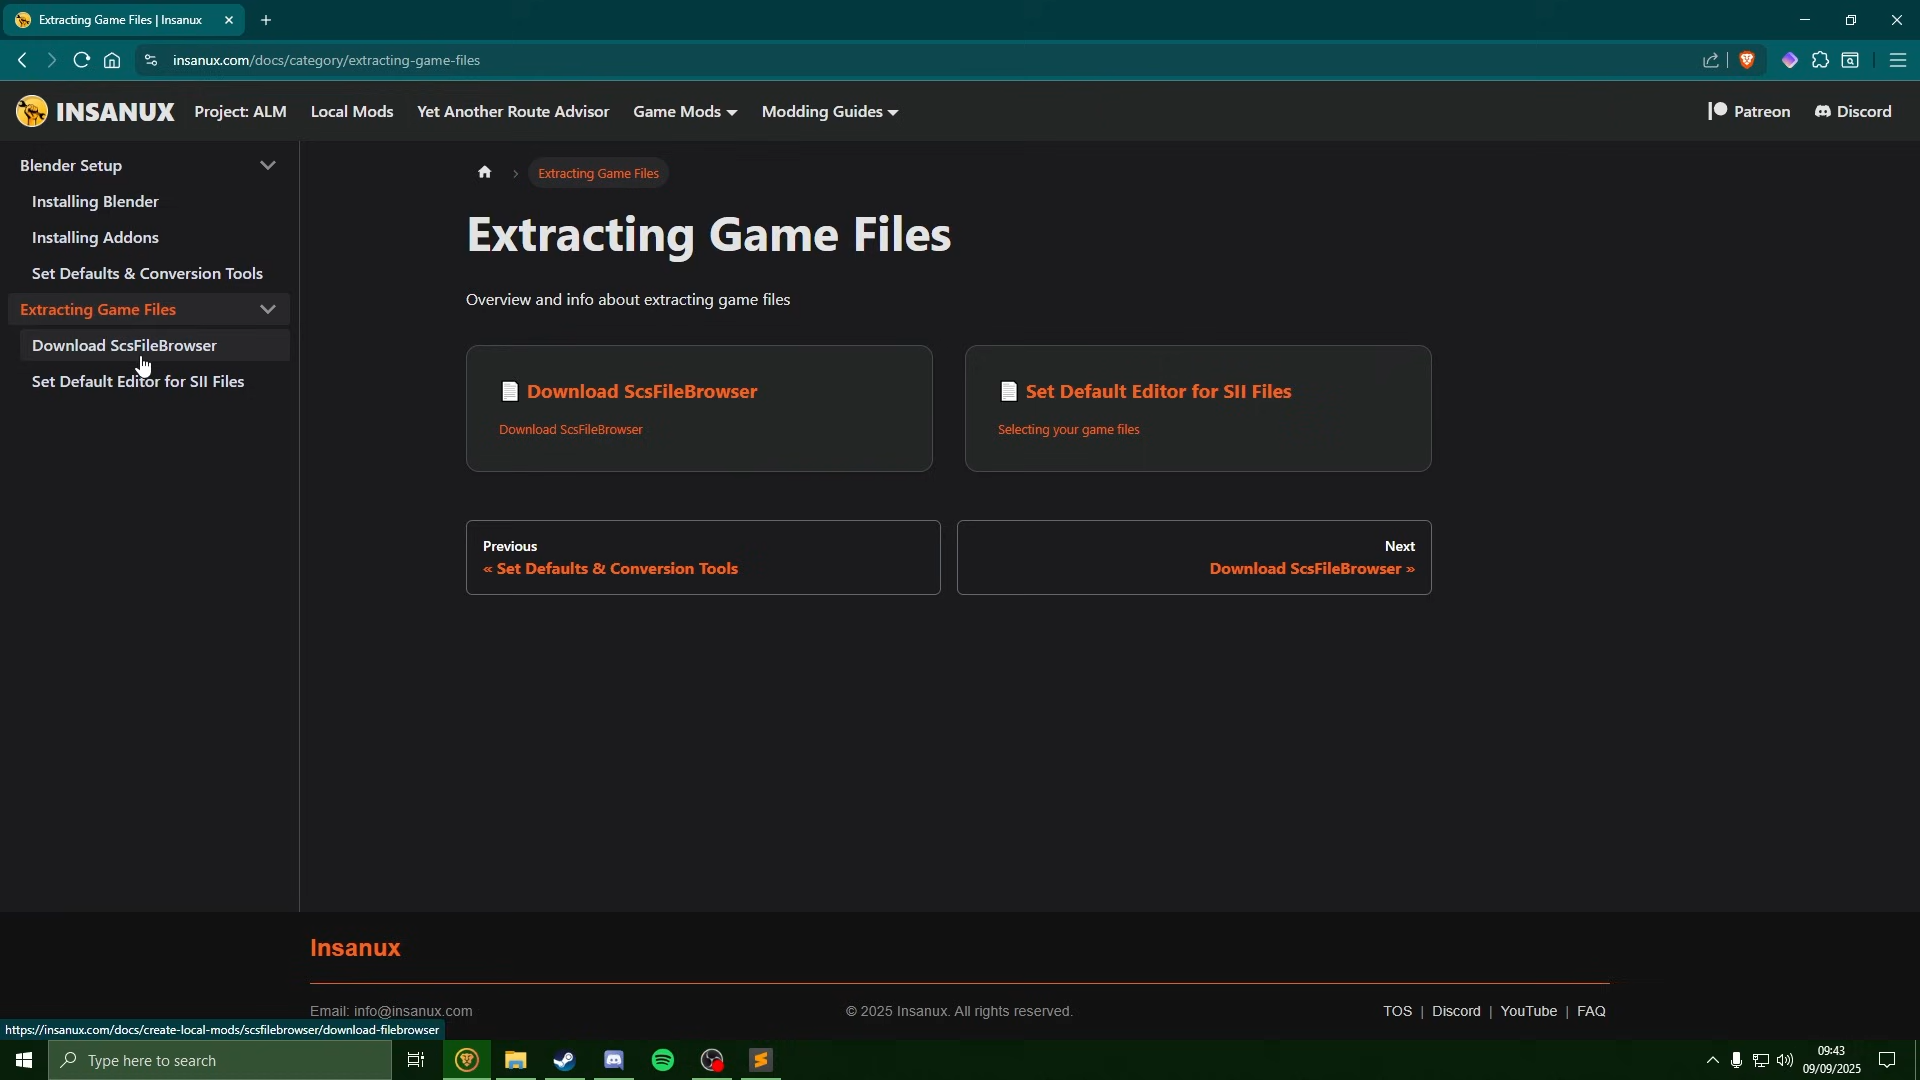 Extracting Game Files | Insanux
insanux.com/docs/category/extracting-game-files
INSANUX
Project: ALM
Local Mods
Yet Another Route Advisor
Game Mods
Modding Guides
Patreon
Discord
Blender Setup
Installing Blender
Installing Addons
Set Defaults & Conversion Tools
Extracting Game Files
Download ScsFileBrowser
Set Default Editor for SII Files
Extracting Game Files
Extracting Game Files
Overview and info about extracting game files
Download ScsFileBrowser
Download ScsFileBrowser
Set Default Editor for SII Files
Selecting your game files
Previous
« Set Defaults & Conversion Tools
Next
Download ScsFileBrowser »
Insanux
Email: info@insanux.com
© 2025 Insanux. All rights reserved.
TOS | Discord | YouTube | FAQ
https://insanux.com/docs/create-local-mods/scsfilebrowser/download-filebrowser
Type here to search
09:43
09/09/2025